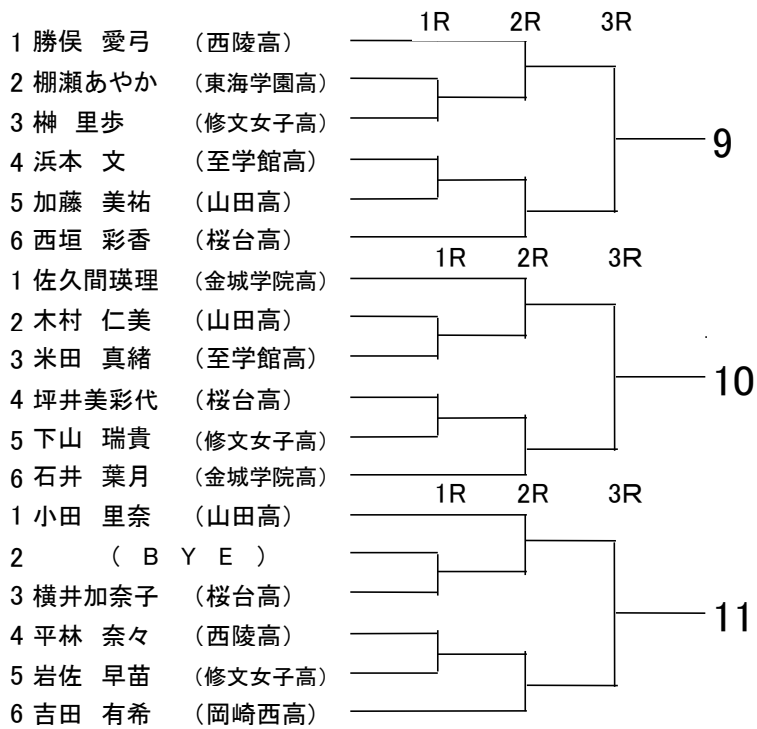 1R 2R 3R
1 勝俣 愛弓 (西陵高)
2 棚瀬あやか (東海学園高)
3 榊 里歩 (修文女子高)
9
4 浜本 文 (至学館高)
5 加藤 美祐 (山田高)
6 西垣 彩香 (桜台高)
1R 2R 3R
1 佐久間瑛理 (金城学院高)
2 木村 仁美 (山田高)
3 米田 真緒 (至学館高)
10
4 坪井美彩代 (桜台高)
5 下山 瑞貴 (修文女子高)
6 石井 葉月 (金城学院高)
1R 2R 3R
1 小田 里奈 (山田高)
2 ( B Y E )
3 横井加奈子 (桜台高)
11
4 平林 奈々 (西陵高)
5 岩佐 早苗 (修文女子高)
6 吉田 有希 (岡崎西高)